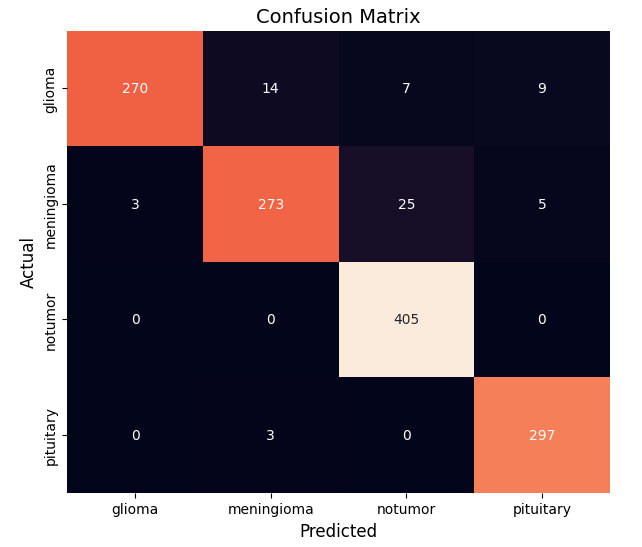 Confusion Matrix
Actual
glioma 270 14 7 9
meningioma 3 273 25 5
notumor 0 0 405 0
pituitary 0 3 0 297
glioma meningioma notumor pituitary
Predicted